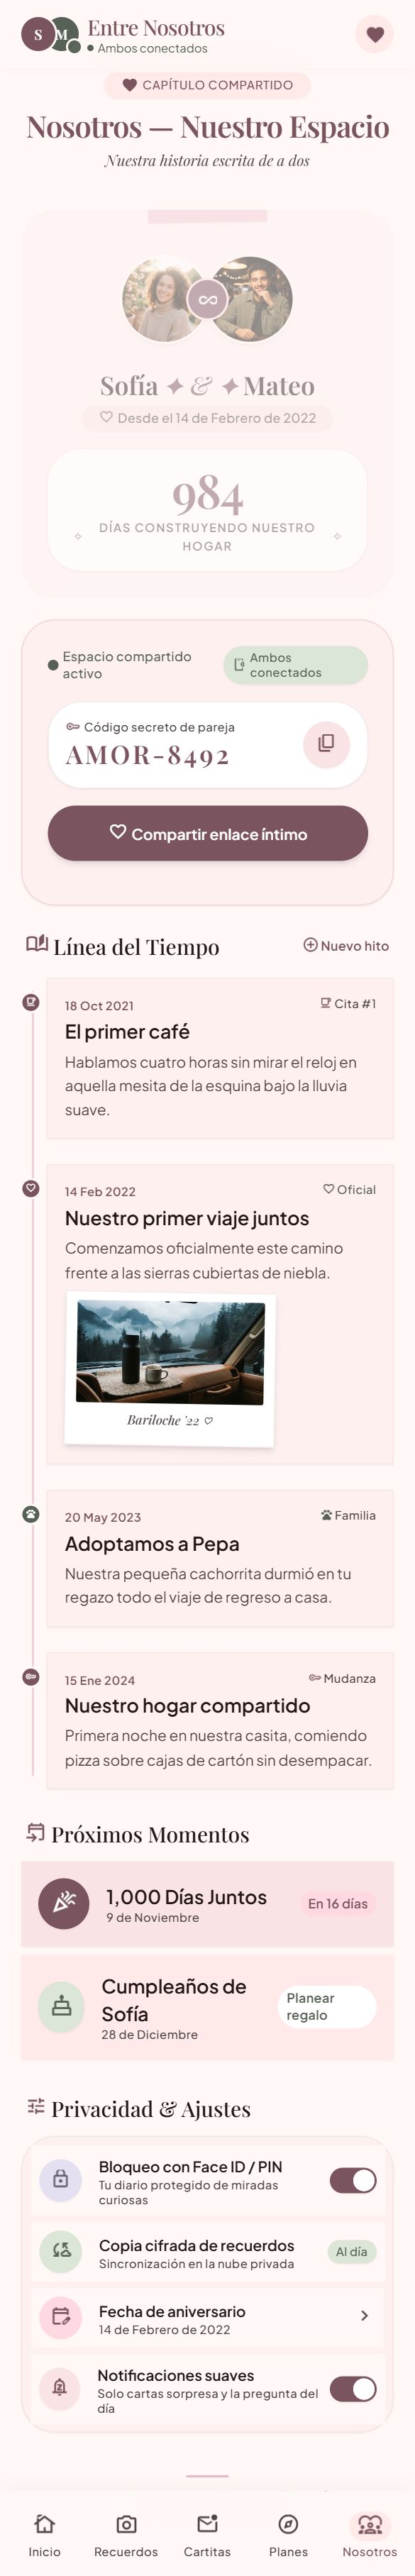 S M Entre Nosotros
Ambos conectados
CAPÍTULO COMPARTIDO
Nosotros — Nuestro Espacio
Nuestra historia escrita de a dos
Sofía ✦ & ✦ Mateo
Desde el 14 de Febrero de 2022
984
DÍAS CONSTRUYENDO NUESTRO
HOGAR
Espacio compartido
activo
Ambos
conectados
Código secreto de pareja
AMOR-8492
Compartir enlace íntimo
Línea del Tiempo
Nuevo hito
18 Oct 2021
Cita #1
El primer café
Hablamos cuatro horas sin mirar el reloj en
aquella mesita de la esquina bajo la lluvia
suave.
14 Feb 2022
Oficial
Nuestro primer viaje juntos
Comenzamos oficialmente este camino
frente a las sierras cubiertas de niebla.
Bariloche '22 ♡
20 May 2023
Familia
Adoptamos a Pepa
Nuestra pequeña cachorrita durmió en tu
regazo todo el viaje de regreso a casa.
15 Ene 2024
Mudanza
Nuestro hogar compartido
Primera noche en nuestra casita, comiendo
pizza sobre cajas de cartón sin desempacar.
Próximos Momentos
1,000 Días Juntos
9 de Noviembre
En 16 días
Cumpleaños de
Sofía
28 de Diciembre
Planear
regalo
Privacidad & Ajustes
Bloqueo con Face ID / PIN
Tu diario protegido de miradas
curiosas
Copia cifrada de recuerdos
Sincronización en la nube privada
Al día
Fecha de aniversario
14 de Febrero de 2022
Notificaciones suaves
Solo cartas sorpresa y la pregunta del
día
Inicio
Recuerdos
Cartitas
Planes
Nosotros